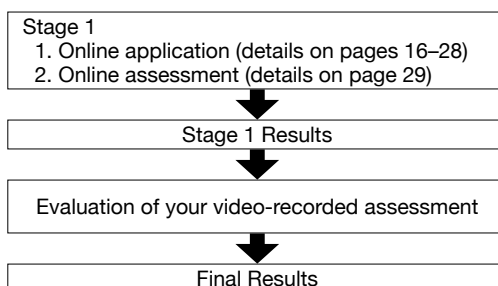 Stage 1
1. Online application (details on pages 16–28)
2. Online assessment (details on page 29)
Stage 1 Results
Evaluation of your video-recorded assessment
Final Results